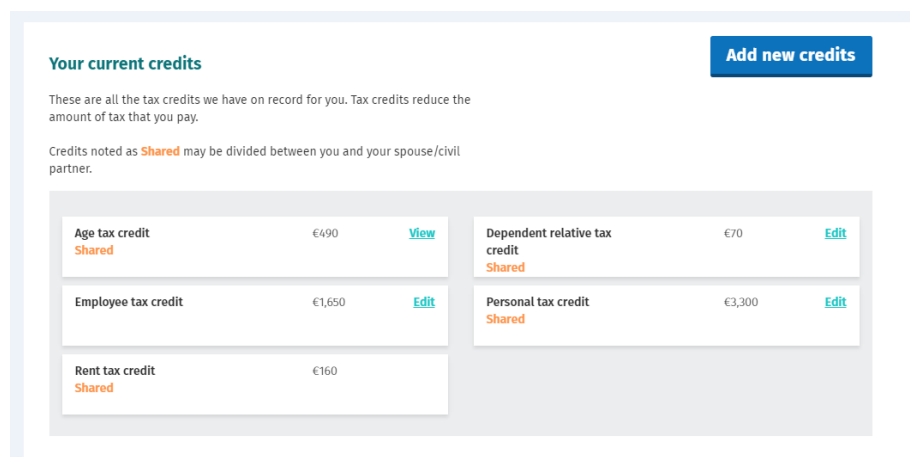 Your current credits
Add new credits
These are all the tax credits we have on record for you. Tax credits reduce the
amount of tax that you pay.
Credits noted as Shared may be divided between you and your spouse/civil
partner.
Age tax credit €490 View
Shared
Dependent relative tax €70 Edit
credit
Shared
Employee tax credit €1,650 Edit
Personal tax credit €3,300 Edit
Shared
Rent tax credit €160
Shared